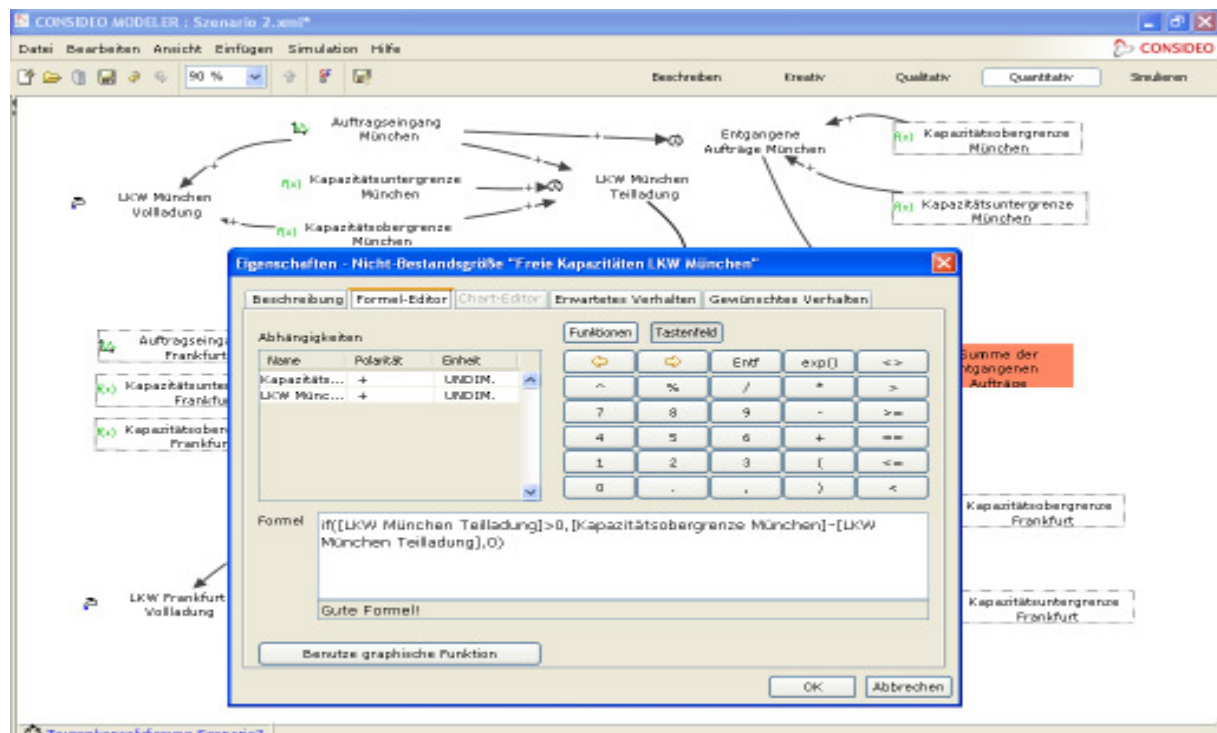 CONSIDEO MODELER : Szenario 2.xml*
Datei Bearbeiten Ansicht Einfügen Simulation Hilfe
CONSIDEO
90 %
Beschreiben Kreativ Qualitativ Quantitativ Simulieren
Auftragseingang
München
Entgangene
Aufträge München
f(x) Kapazitätsobergrenze
München
LKW München
Vollladung
f(x) Kapazitätsuntergrenze
München
LKW München
Teilladung
f(x) Kapazitätsuntergrenze
München
f(x) Kapazitätsobergrenze
München
Eigenschaften - Nicht-Bestandsgröße "Freie Kapazitäten LKW München"
Beschreibung Formel-Editor Chart-Editor Erwartetes Verhalten Gewünschtes Verhalten
Abhängigkeiten
Funktionen Tastenfeld
Name Polarität Einheit
Kapazitäts... + UNDIM.
LKW Münc... + UNDIM.
Entf exp() <>
^ % / * >
7 8 9 - >=
4 5 6 + ==
1 2 3 ( <=
0 . , ) <
Auftragseing
Frankfurt
f(x) Kapazitätsunte
Frankfu
f(x) Kapazitätsober
Frankfur
Summe der
ntgangenen
Aufträge
Formel
if([LKW München Teilladung]>0,[Kapazitätsobergrenze München]-[LKW
München Teilladung],0)
Gute Formel!
Kapazitätsobergrenze
Frankfurt
LKW Frankfurt
Vollladung
Kapazitätsuntergrenze
Frankfurt
Benutze graphische Funktion
OK Abbrechen